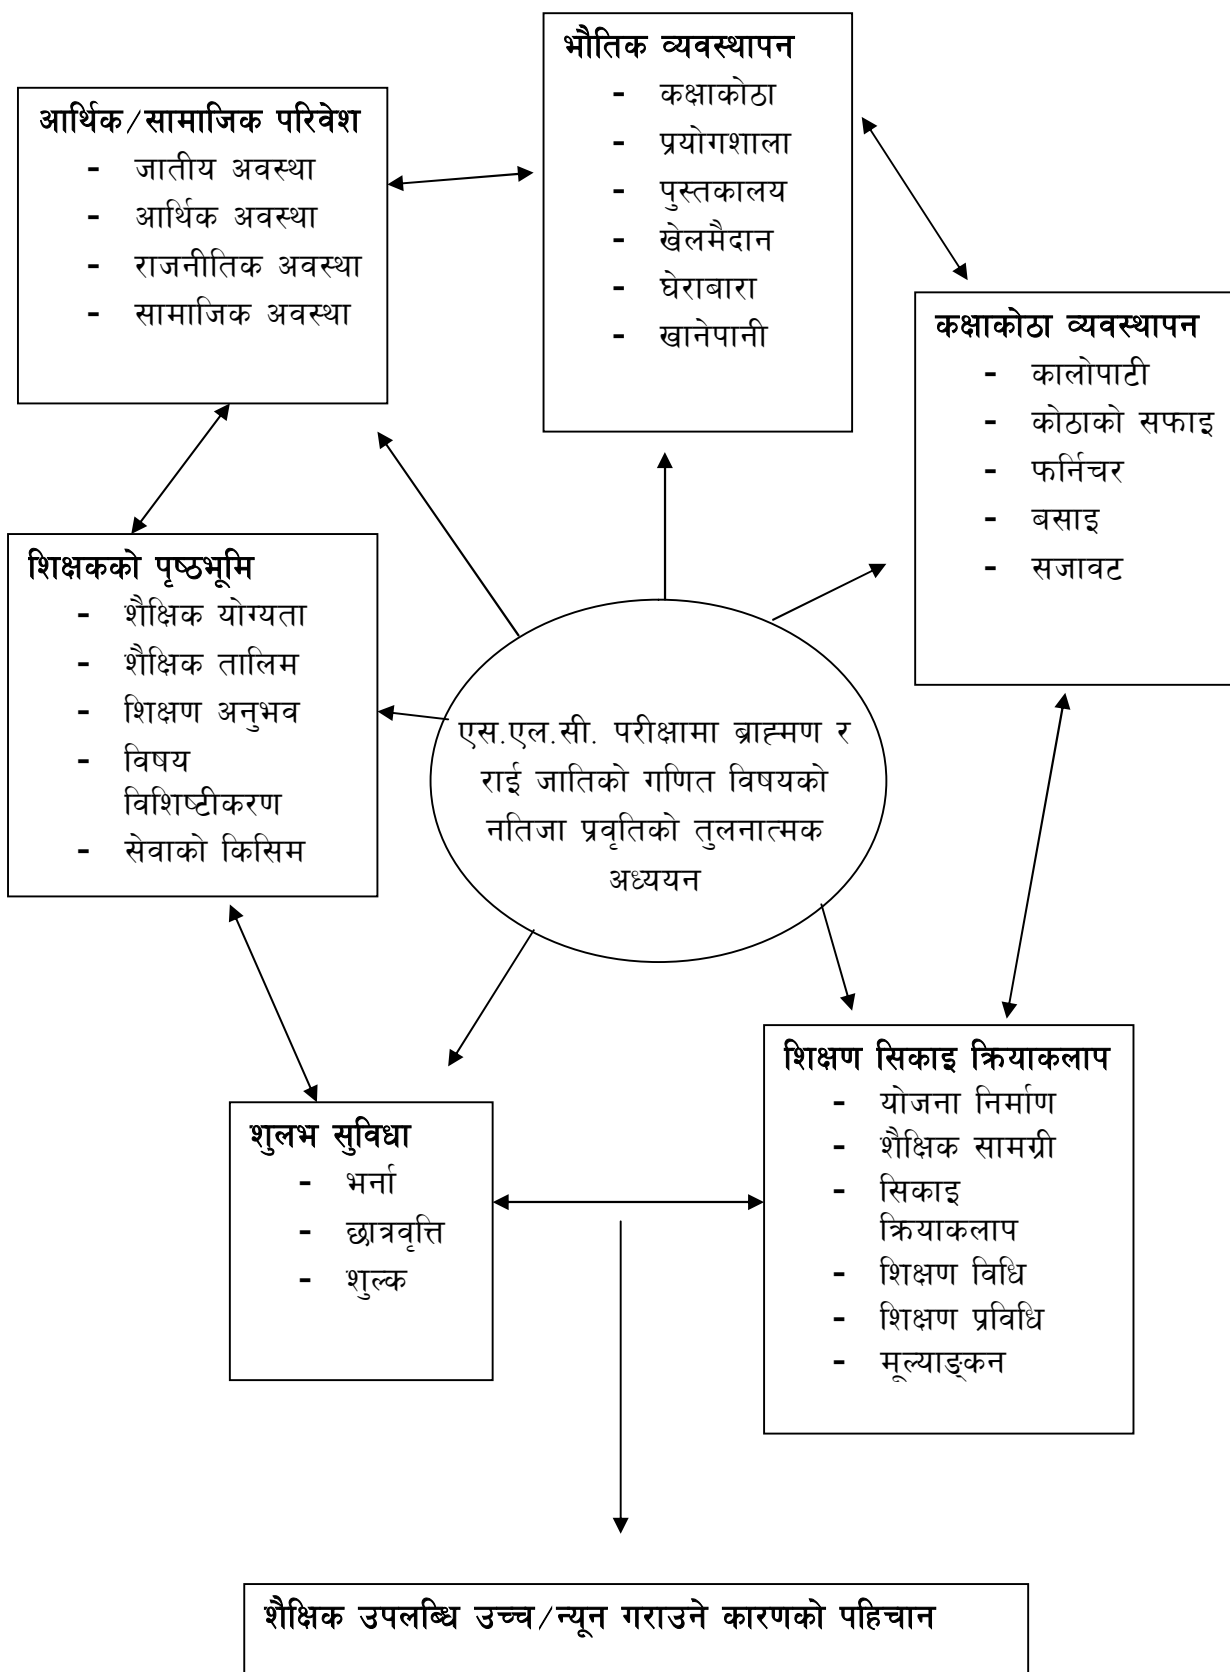 भौतिक व्यवस्थापन
- कक्षाकोठा
- प्रयोगशाला
- पुस्तकालय
- खेलमैदान
- घेराबारा
- खानेपानी
आर्थिक/सामाजिक परिवेश
- जातीय अवस्था
- आर्थिक अवस्था
- राजनीतिक अवस्था
- सामाजिक अवस्था
कक्षाकोठा व्यवस्थापन
- कालोपाटी
- कोठाको सफाइ
- फर्निचर
- बसाइ
- सजावट
शिक्षकको पृष्ठभूमि
- शैक्षिक योग्यता
- शैक्षिक तालिम
- शिक्षण अनुभव
- विषय
विशिष्टीकरण
- सेवाको किसिम
एस.एल.सी. परीक्षामा ब्राह्मण र
राई जातिको गणित विषयको
नतिजा प्रवृतिको तुलनात्मक
अध्ययन
शुलभ सुविधा
- भर्ना
- छात्रवृत्ति
- शुल्क
शिक्षण सिकाइ क्रियाकलाप
- योजना निर्माण
- शैक्षिक सामग्री
- सिकाइ
क्रियाकलाप
- शिक्षण विधि
- शिक्षण प्रविधि
- मूल्याङ्कन
शैक्षिक उपलब्धि उच्च/न्यून गराउने कारणको पहिचान